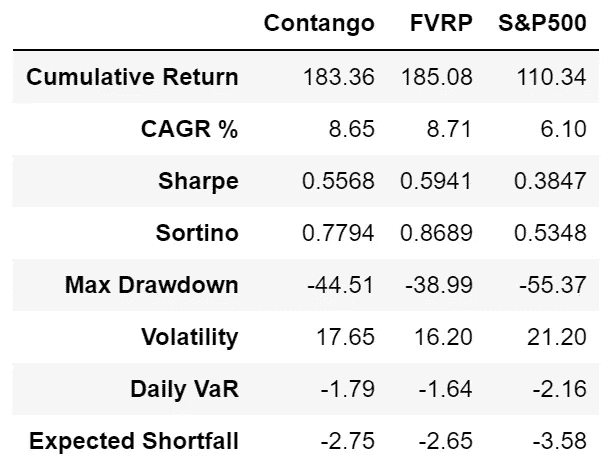 Contango FVRP S&P500
Cumulative Return 183.36 185.08 110.34
CAGR % 8.65 8.71 6.10
Sharpe 0.5568 0.5941 0.3847
Sortino 0.7794 0.8689 0.5348
Max Drawdown -44.51 -38.99 -55.37
Volatility 17.65 16.20 21.20
Daily VaR -1.79 -1.64 -2.16
Expected Shortfall -2.75 -2.65 -3.58